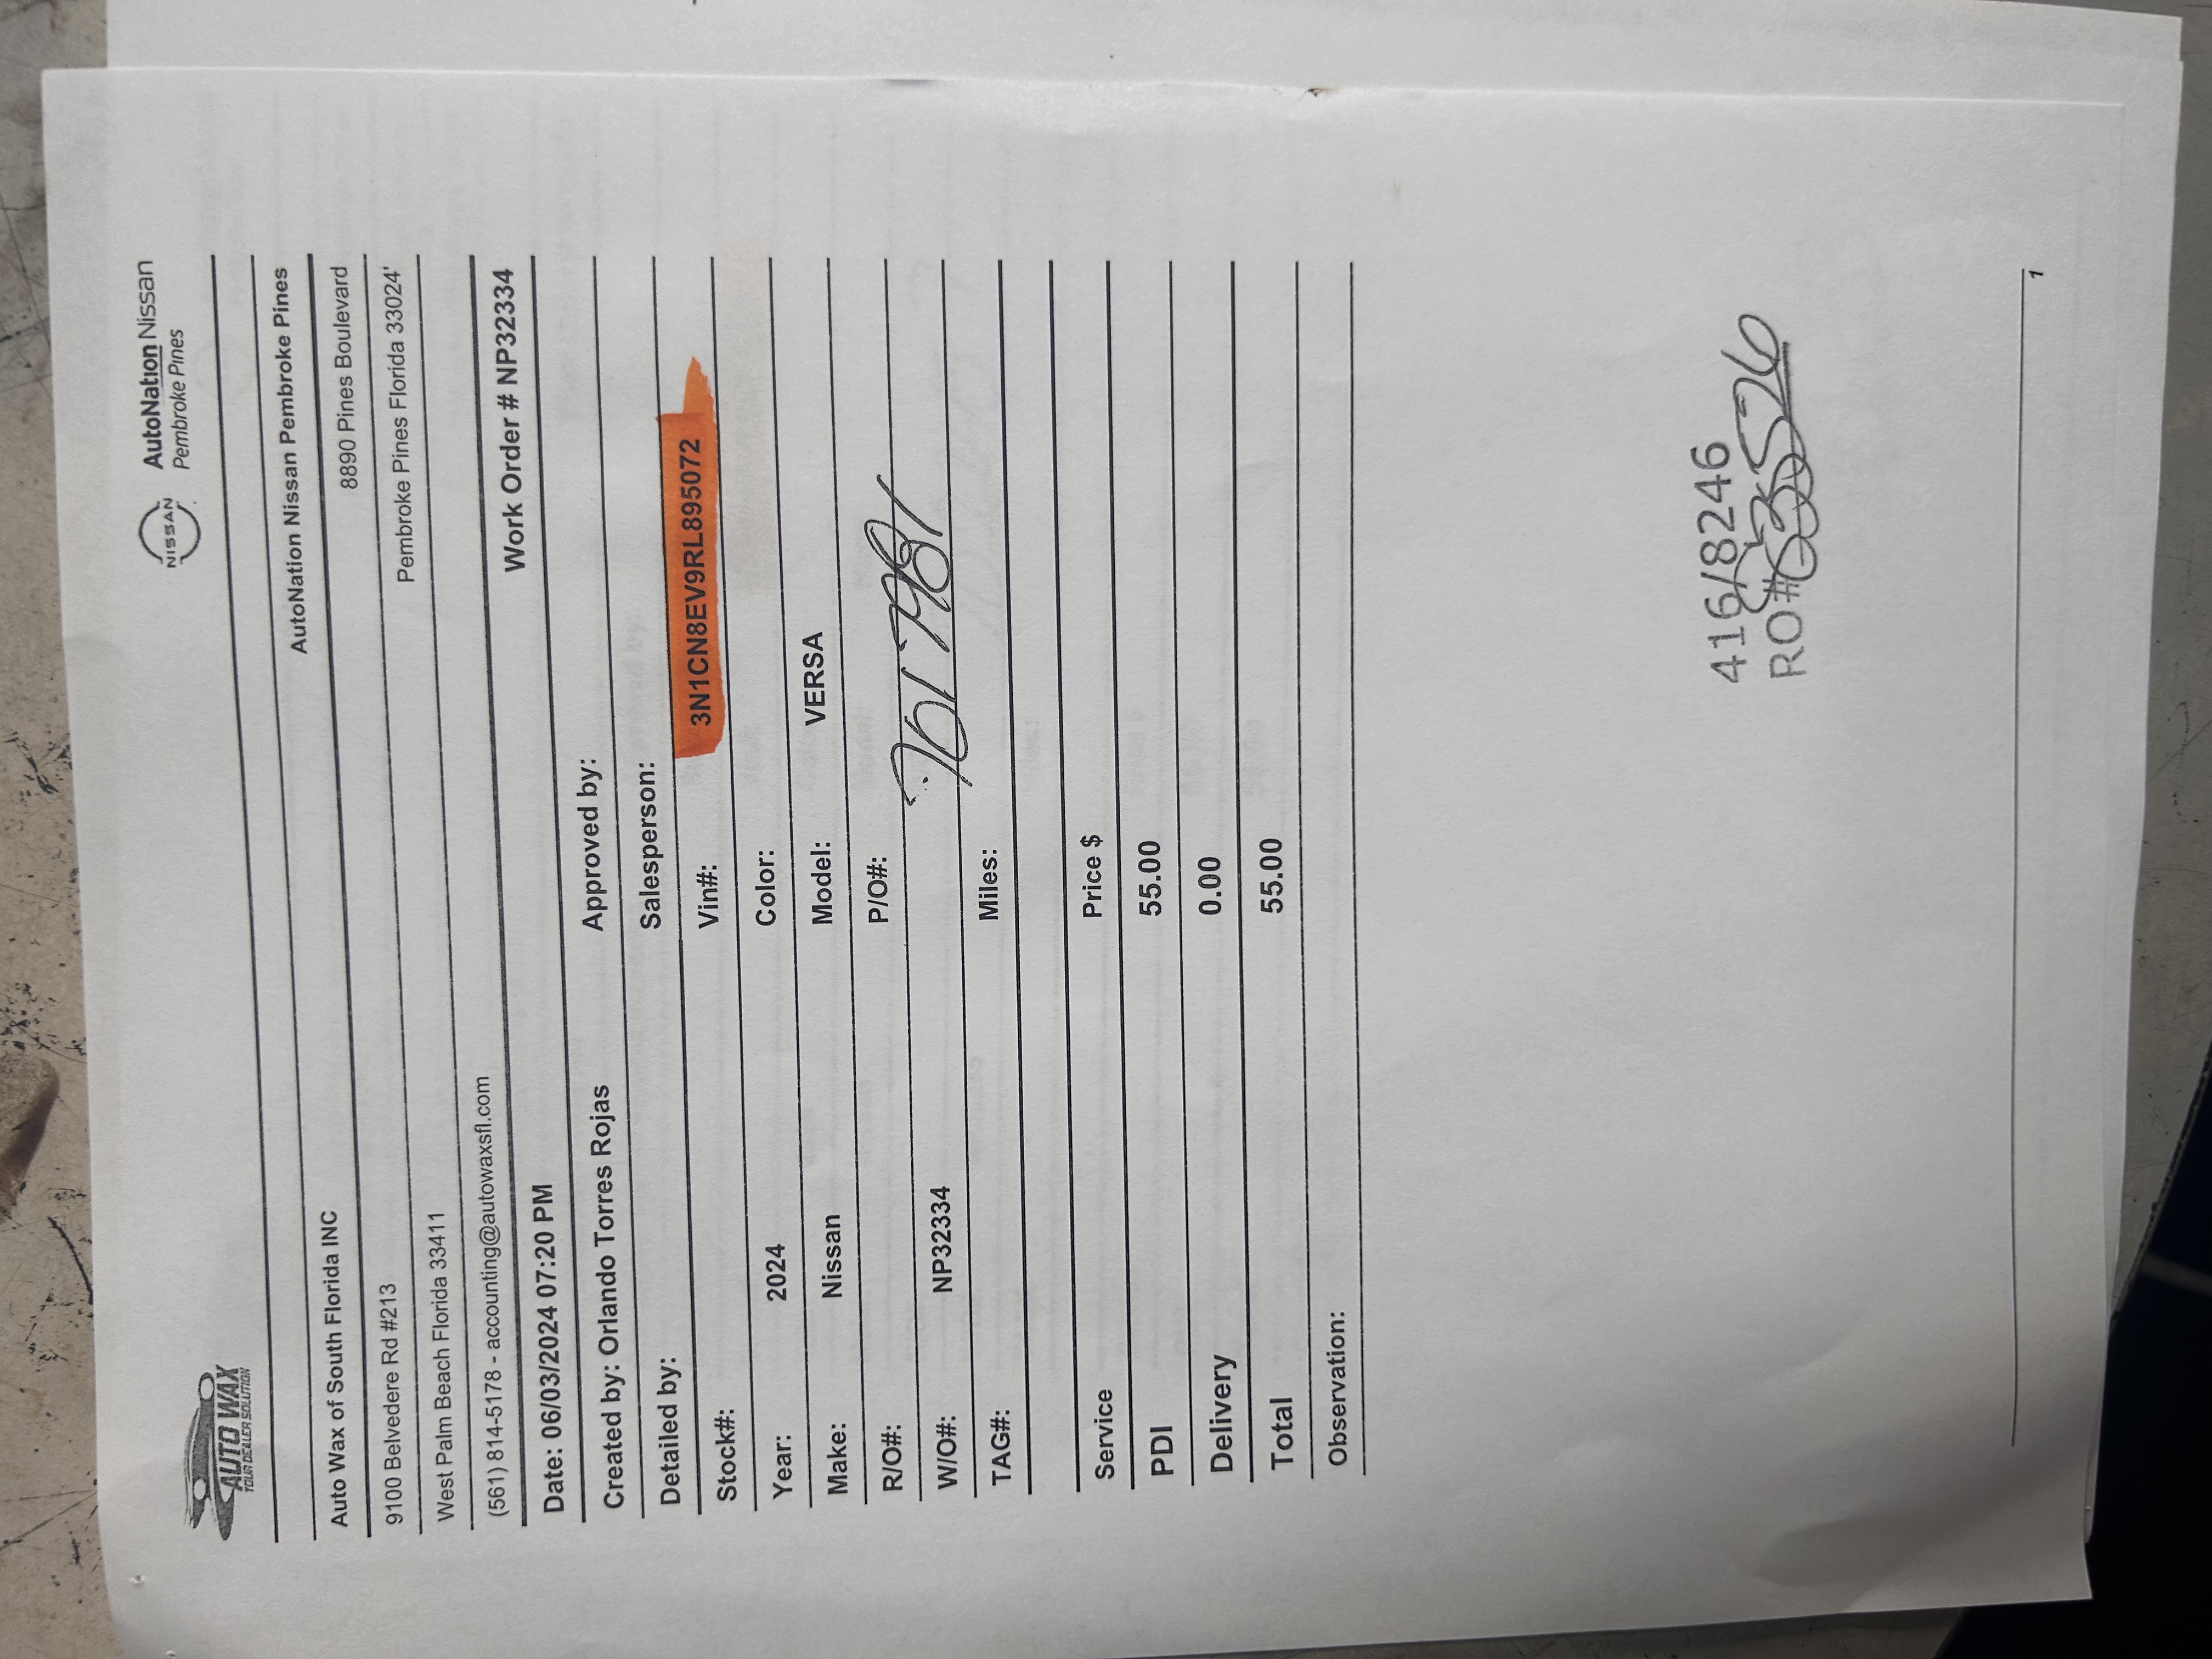 AUTO WAX
YOUR DEALER SOLUTION
NISSAN
AutoNation Nissan
Pembroke Pines
AutoNation Nissan Pembroke Pines
Auto Wax of South Florida INC
8890 Pines Boulevard
9100 Belvedere Rd #213
Pembroke Pines Florida 33024'
West Palm Beach Florida 33411
(561) 814-5178 - accounting@autowaxsfl.com
Work Order # NP32334
Date: 06/03/2024 07:20 PM
Created by: Orlando Torres Rojas Approved by:
Detailed by: Salesperson:
Stock#: Vin#: 3N1CN8EV9RL895072
Year: 2024 Color:
Make: Nissan Model: VERSA
R/O#: P/O#:
W/O#: NP32334
TAG#: Miles:
Service Price $
PDI 55.00
Delivery 0.00
Total 55.00
Observation:
416/8246
RO#
1